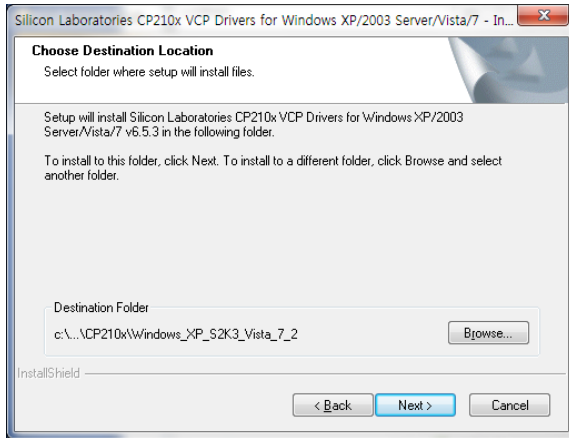 Silicon Laboratories CP210x VCP Drivers for Windows XP/2003 Server/Vista/7 - In...
Choose Destination Location
Select folder where setup will install files.
Setup will install Silicon Laboratories CP210x VCP Drivers for Windows XP/2003
Server/Vista/7 v6.5.3 in the following folder.
To install to this folder, click Next. To install to a different folder, click Browse and select
another folder.
Destination Folder
c:\...\CP210x\Windows_XP_S2K3_Vista_7_2
Browse...
InstallShield
< Back
Next >
Cancel